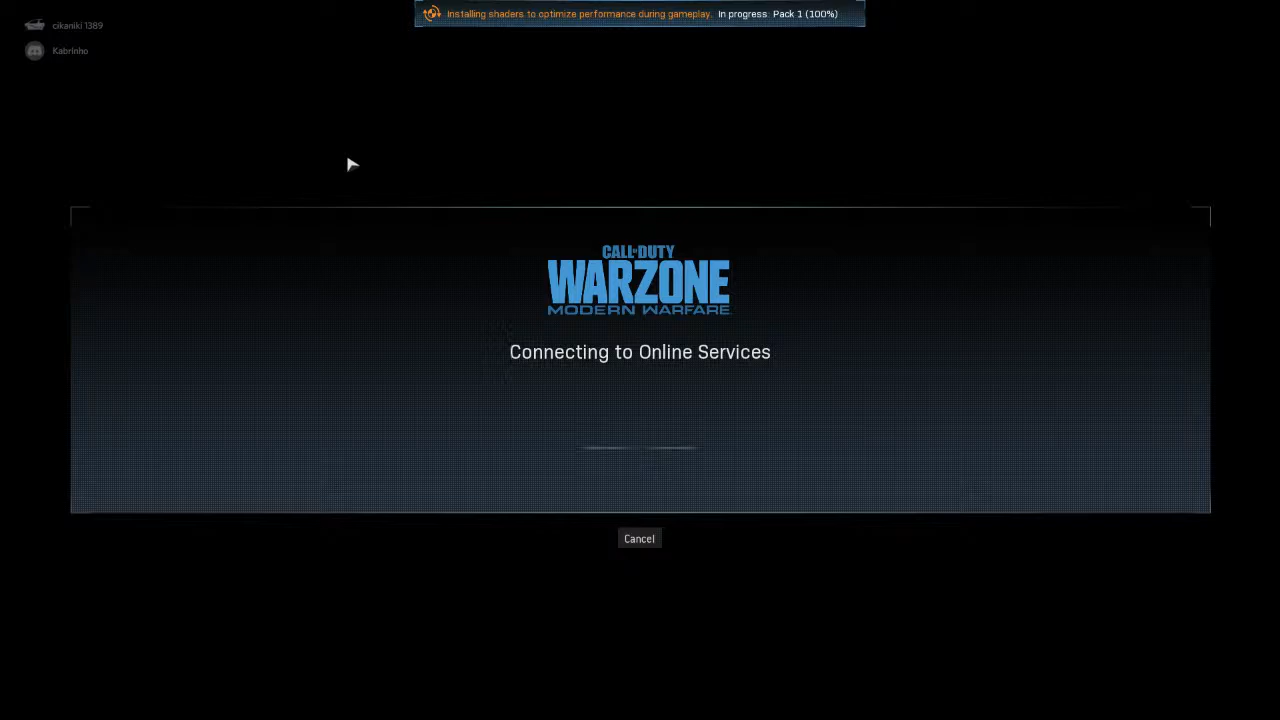 Installing shaders to optimize performance during gameplay. In progress: Pack 1 (100%)
cikaniki 1389
Kabrinho
CALL OF DUTY
WARZONE
MODERN WARFARE
Connecting to Online Services
Cancel